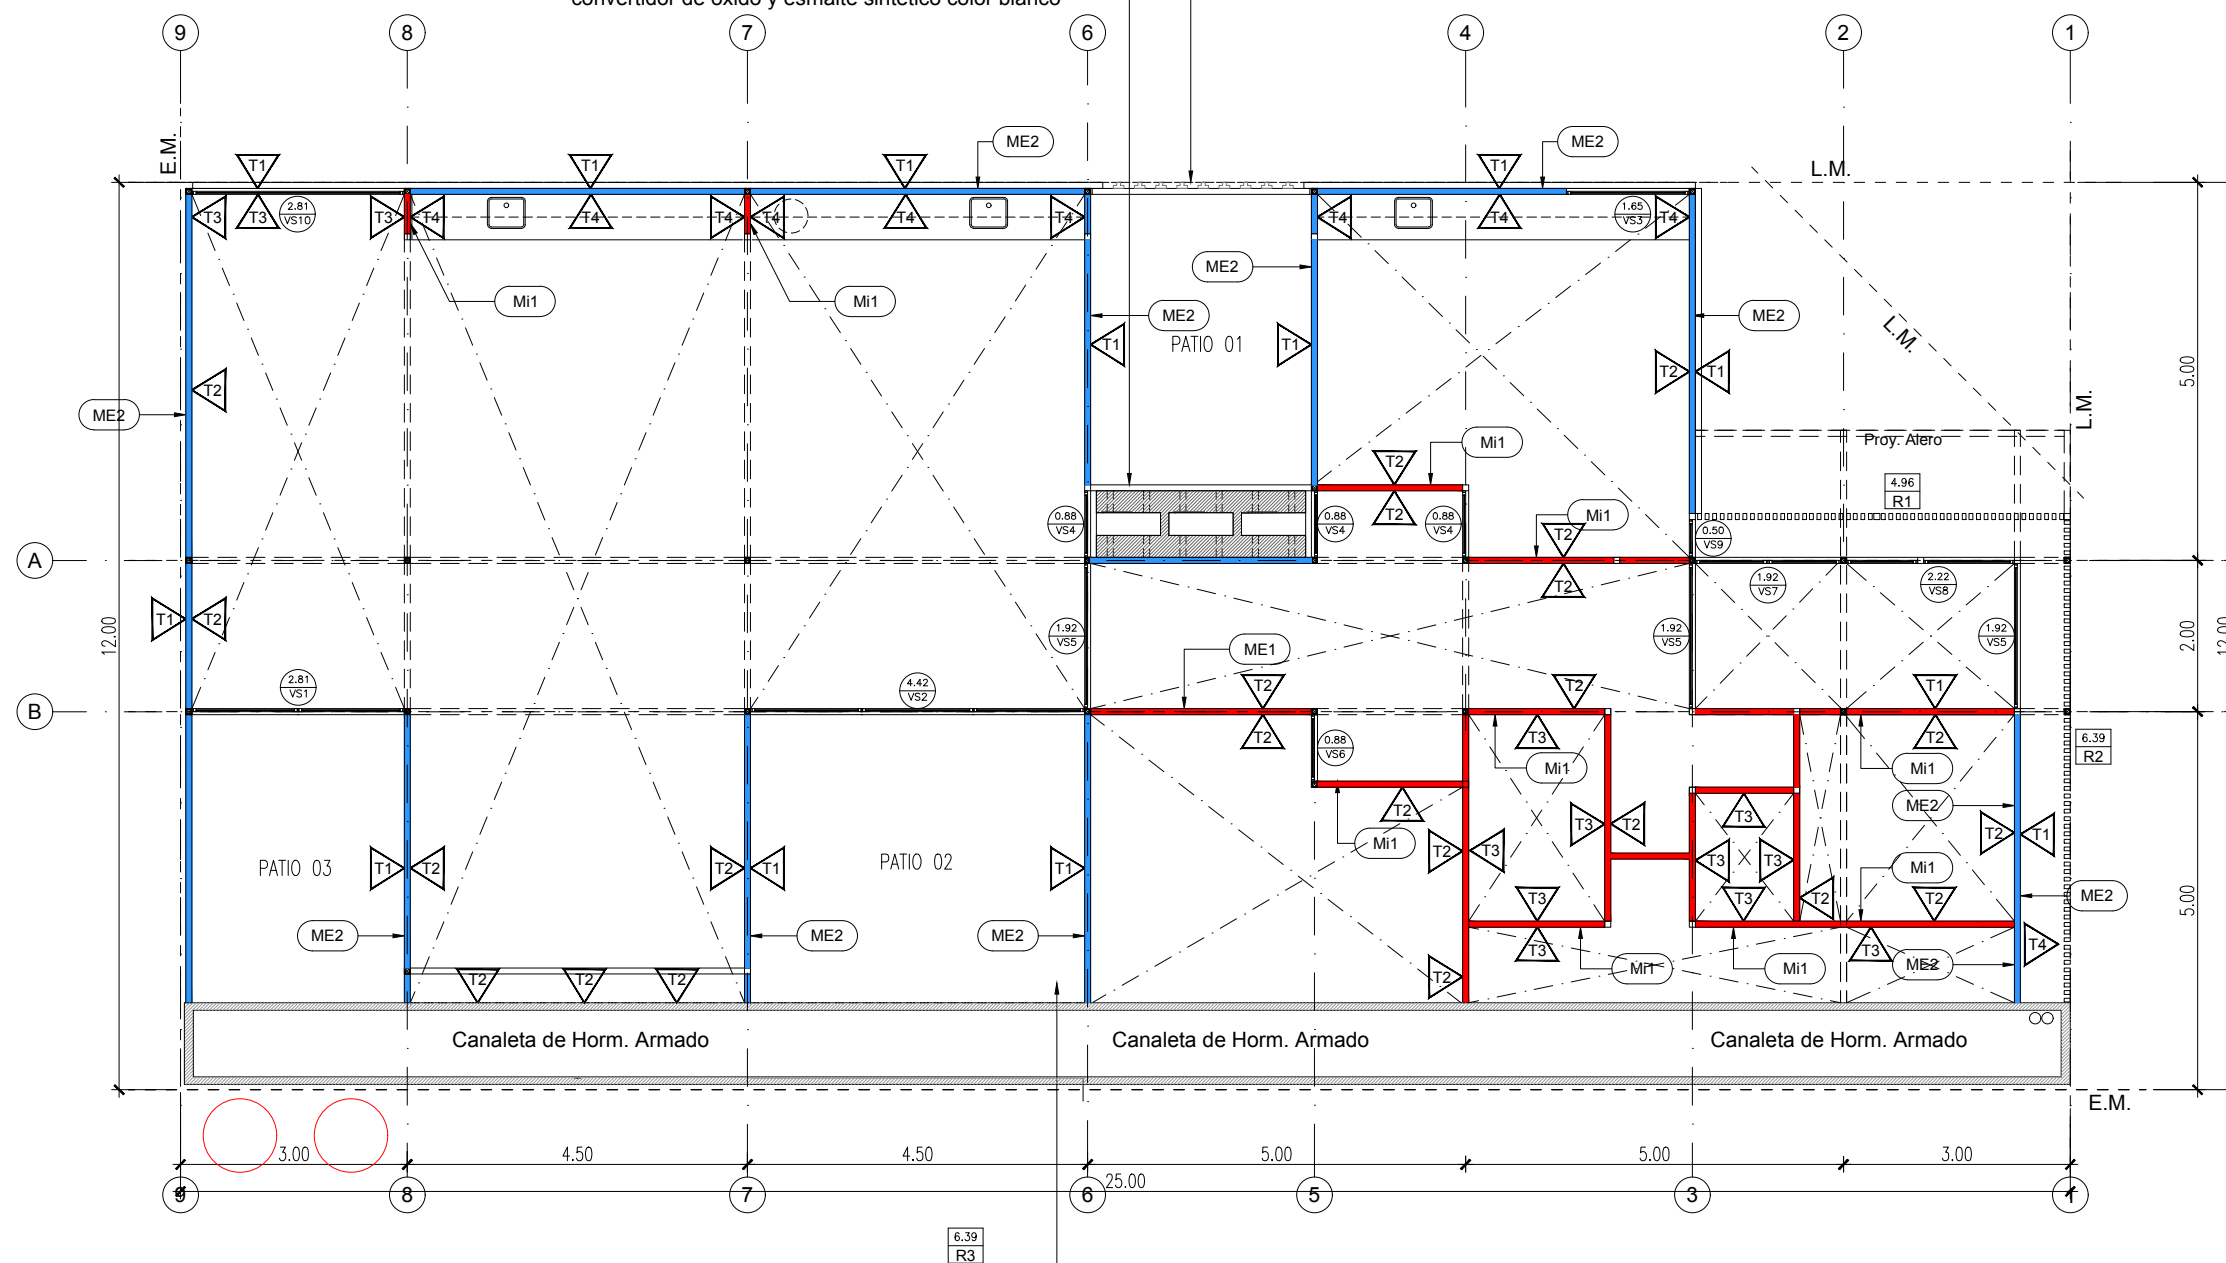 convertidor de óxido y esmalte sintético color blanco
9 8 7 6 4 2 1
E.M.
ME2 ME2
L.M.
T1 T1 T1 T1
T3 T3 2.81 VS10 T3 T4 T4 T4 T4 T4 T4 T4 T4 1.65 VS3 T4
ME2
Mi1 Mi1 ME2 ME2
T1 PATIO 01 T1
L.M.
T2 T2 T1
5.00
ME2
L.M.
Proy. Alero
Mi1
T2
4.96
R1
T2
0.88 VS4 0.88 VS4 0.88 VS4
Mi1
T2
0.50 VS9
A
T2
1.92 VS7 2.22 VS8
T1 T2
12.00
1.92 VS5 1.92 VS5 1.92 VS5
2.00
12.00
ME1
2.81 VS1 4.42 VS2 T2 T2 T1
B
T2 T3 T2
0.88 VS6
6.39
R2
Mi1 Mi1
ME2
T2 T3 T3 T2 T2 T1
Mi1
T2 T3 T3 T3
PATIO 03 T1 T2 T2 T1 PATIO 02 T1
Mi1
ME2
T3 T3 T2 T2
5.00
ME2 ME2 ME2
T3 T3 T4
T2 T2 T2 T2
Mi1 Mi1 ME2
Canaleta de Horm. Armado Canaleta de Horm. Armado Canaleta de Horm. Armado
E.M.
3.00 4.50 4.50 5.00 5.00 3.00
25.00
9 8 7 6 5 3 1
6.39
R3